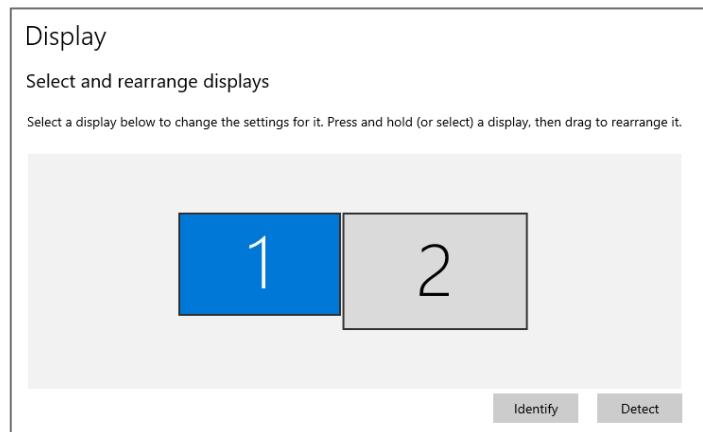 Display
Select and rearrange displays
Select a display below to change the settings for it. Press and hold (or select) a display, then drag to rearrange it.
1
2
Identify
Detect